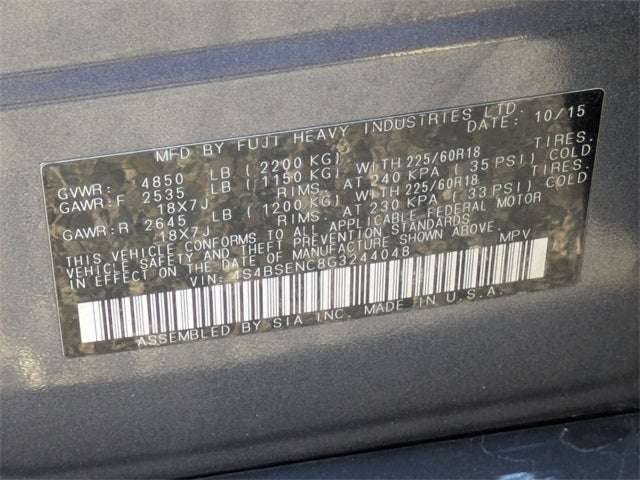 MFD BY FUJI HEAVY INDUSTRIES LTD.
DATE: 10/15
GVWR: 4850 LB ( 2200 KG)
GAWR:F 2535 LB ( 1150 KG) WITH 225/60R18 TIRES.
18X7J RIMS. AT 240 KPA ( 35 PSI) COLD
GAWR:R 2645 LB ( 1200 KG) WITH 225/60R18 TIRES.
18X7J RIMS. AT 230 KPA ( 33 PSI) COLD
THIS VEHICLE CONFORMS TO ALL APPLICABLE FEDERAL MOTOR
VEHICLE SAFETY AND THEFT PREVENTION STANDARDS
IN EFFECT ON THE DATE OF MANUFACTURE SHOWN ABOVE.
VIN: 4S4BSENC8G3244048 MPV
ASSEMBLED BY SIA INC. MADE IN U.S.A.